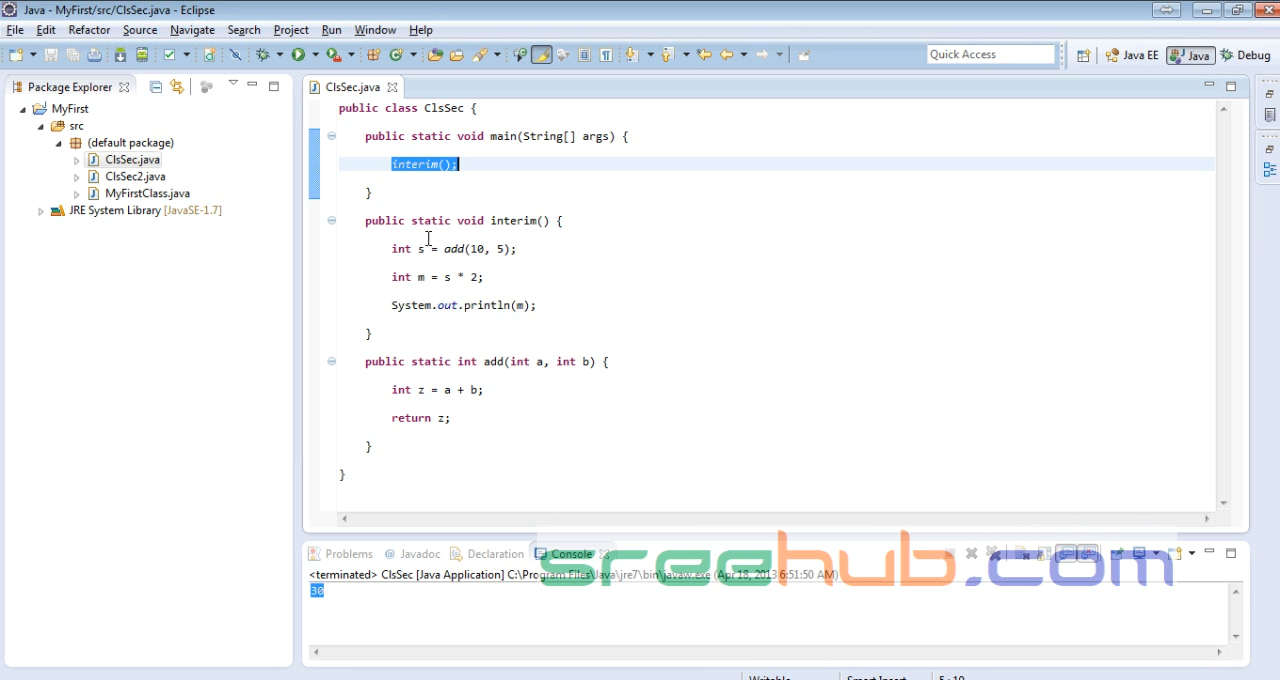 Java - MyFirst/src/ClsSec.java - Eclipse
File Edit Refactor Source Navigate Search Project Run Window Help
Quick Access
Java EE Java Debug
Package Explorer
MyFirst
src
(default package)
ClsSec.java
ClsSec2.java
MyFirstClass.java
JRE System Library [JavaSE-1.7]
ClsSec.java
public class ClsSec {
public static void main(String[] args) {
interim();
}
public static void interim() {
int s = add(10, 5);
int m = s * 2;
System.out.println(m);
}
public static int add(int a, int b) {
int z = a + b;
return z;
}
}
Problems @ Javadoc Declaration Console
<terminated> ClsSec [Java Application] C:\Program Files\Java\jre7\bin\javaw.exe (Apr 18, 2013 6:51:50 AM)
30
sreehub.com
Writable Smart Insert 5 : 10